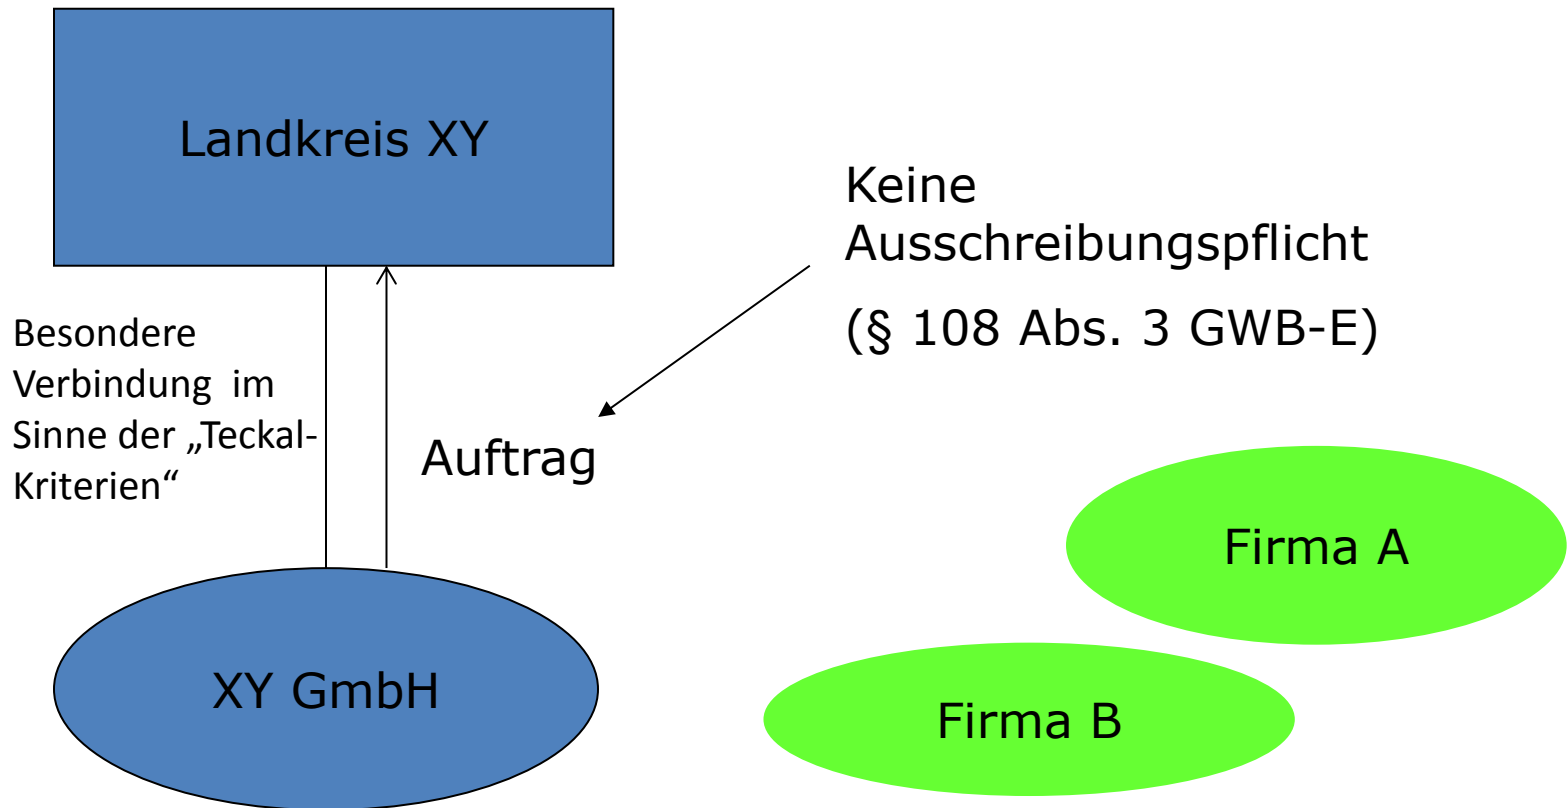 Landkreis XY
Keine
Ausschreibungspflicht
(§ 108 Abs. 3 GWB-E)
Besondere
Verbindung  im
Sinne der „Teckal-
Kriterien“
Auftrag
Firma A
XY GmbH
Firma B